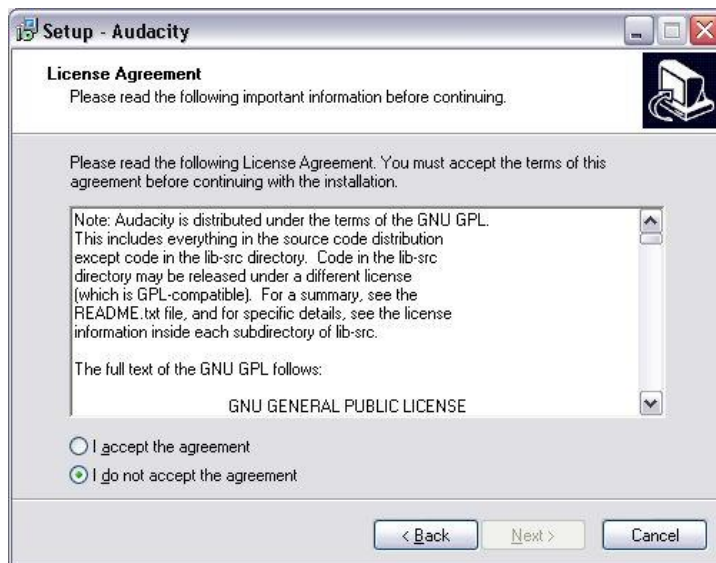 Setup - Audacity
License Agreement
Please read the following important information before continuing.
Please read the following License Agreement. You must accept the terms of this
agreement before continuing with the installation.
Note: Audacity is distributed under the terms of the GNU GPL.
This includes everything in the source code distribution
except code in the lib-src directory.  Code in the lib-src
directory may be released under a different license
(which is GPL-compatible).  For a summary, see the
README.txt file, and for specific details, see the license
information inside each subdirectory of lib-src.
The full text of the GNU GPL follows:
GNU GENERAL PUBLIC LICENSE
I accept the agreement
I do not accept the agreement
< Back
Next >
Cancel